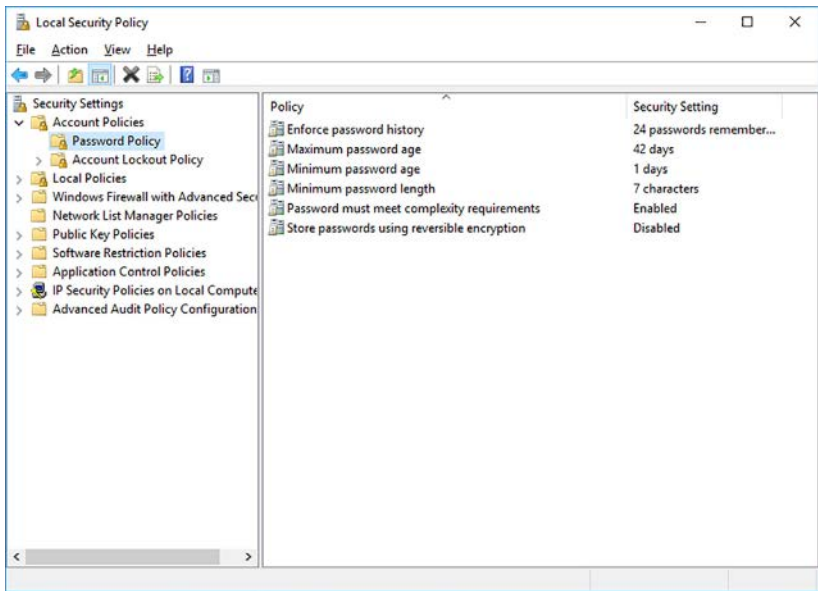 Local Security Policy
File Action View Help
Security Settings
Account Policies
Password Policy
Account Lockout Policy
Local Policies
Windows Firewall with Advanced Secu
Network List Manager Policies
Public Key Policies
Software Restriction Policies
Application Control Policies
IP Security Policies on Local Compute
Advanced Audit Policy Configuration
Policy Security Setting
Enforce password history 24 passwords remember...
Maximum password age 42 days
Minimum password age 1 days
Minimum password length 7 characters
Password must meet complexity requirements Enabled
Store passwords using reversible encryption Disabled